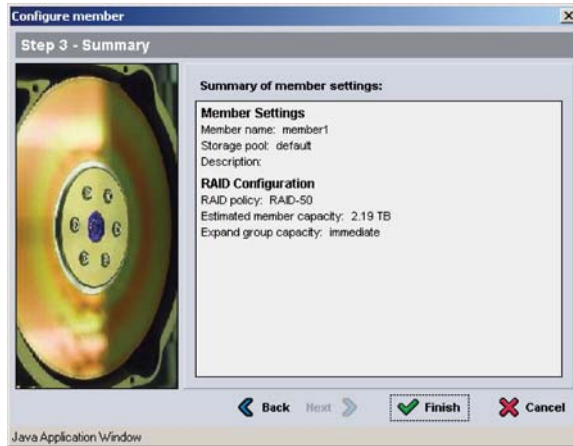 Configure member
Step 3 - Summary
Summary of member settings:
Member Settings
Member name: member1
Storage pool: default
Description:
RAID Configuration
RAID policy: RAID-50
Estimated member capacity: 2.19 TB
Expand group capacity: immediate
Back Next Finish Cancel
Java Application Window